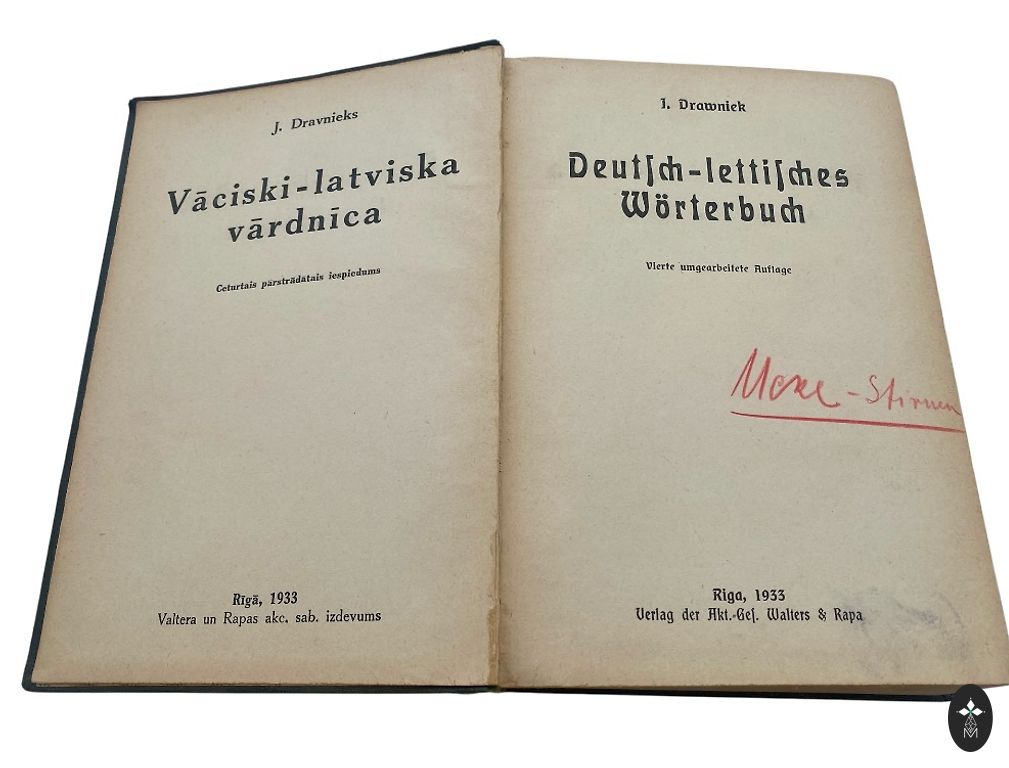 J. Dravnieks
Vāciski-latviska
vārdnīca
Ceturtais pārstrādātais iespiedums
Rīgā, 1933
Valtera un Rapas akc. sab. izdevums
J. Drawniek
Deutſch-lettiſches
Wörterbuch
Vierte umgearbeitete Auflage
Riga, 1933
Verlag der Akt.-Geſ. Walters & Rapa